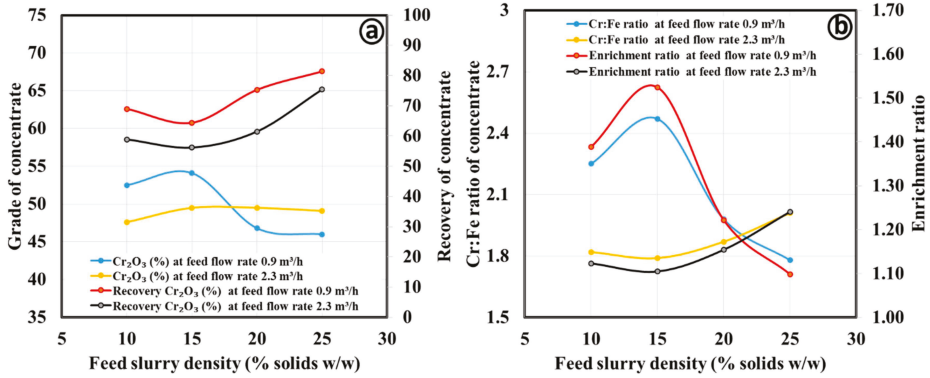 a
Grade of concentrate
75
70
65
60
55
50
45
40
35
100
90
80
70
60
50
40
30
20
10
0
Recovery of concentrate
Cr₂O₃ (%) at feed flow rate 0.9 m³/h
Cr₂O₃ (%) at feed flow rate 2.3 m³/h
Recovery Cr₂O₃ (%) at feed flow rate 0.9 m³/h
Recovery Cr₂O₃ (%) at feed flow rate 2.3 m³/h
5 10 15 20 25 30
Feed slurry density (% solids w/w)
b
Cr:Fe ratio of concentrate
3
2.7
2.4
2.1
1.8
1.5
1.70
1.60
1.50
1.40
1.30
1.20
1.10
1.00
Enrichment ratio
Cr:Fe ratio at feed flow rate 0.9 m³/h
Cr:Fe ratio at feed flow rate 2.3 m³/h
Enrichment ratio at feed flow rate 0.9 m³/h
Enrichment ratio at feed flow rate 2.3 m³/h
5 10 15 20 25 30
Feed slurry density (% solids w/w)